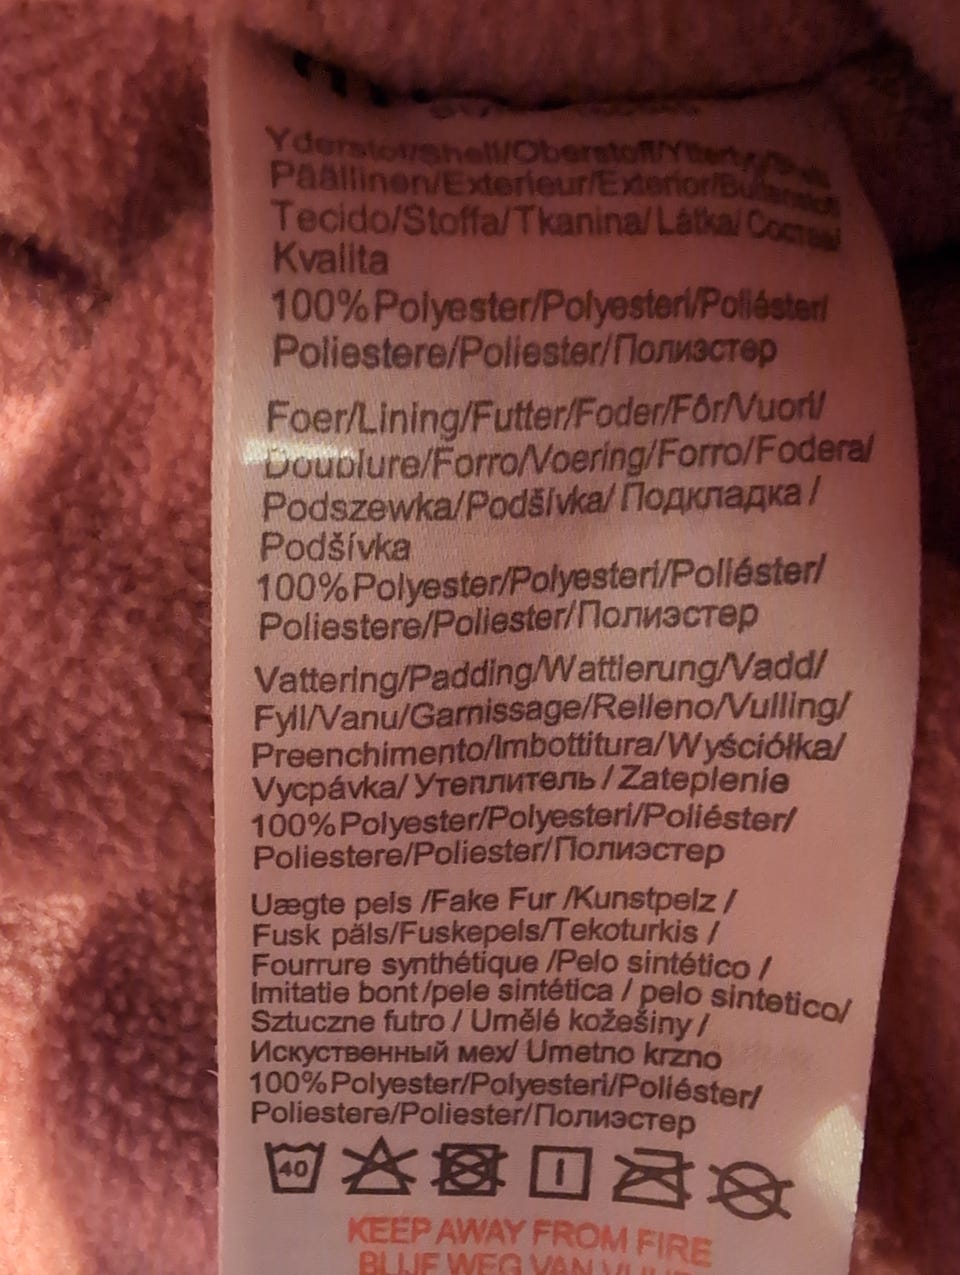 Yderstof/Shell/Oberstoff/Yttertyg/
Päällinen/Exterieur/Exterior/
Tecido/Stoffa/Tkanina/Látka/
Kvalita
100%Polyester/Polyesteri/Poliéster/
Poliestere/Poliester/Полиэстер
Foer/Lining/Futter/Foder/Fôr/Vuori/
Doublure/Forro/Voering/Forro/Fodera/
Podszewka/Podšívka/Подкладка /
Podšívka
100%Polyester/Polyesteri/Poliéster/
Poliestere/Poliester/Полиэстер
Vattering/Padding/Wattierung/Vadd/
Fyll/Vanu/Garnissage/Relleno/Vulling/
Preenchimento/Imbottitura/Wyściółka/
Vycpávka/ Утеплитель / Zateplenie
100%Polyester/Polyesteri/Poliéster/
Poliestere/Poliester/Полиэстер
Uægte pels /Fake Fur /Kunstpelz /
Fusk päls/Fuskepels/Tekoturkis /
Fourrure synthétique /Pelo sintético /
Imitatie bont /pele sintética / pelo sintetico/
Sztuczne futro / Umělé kožešiny /
Искуственный мех/ Umetno krzno
100%Polyester/Polyesteri/Poliéster/
Poliestere/Poliester/Полиэстер
40
KEEP AWAY FROM FIRE
BLIJF WEG VAN